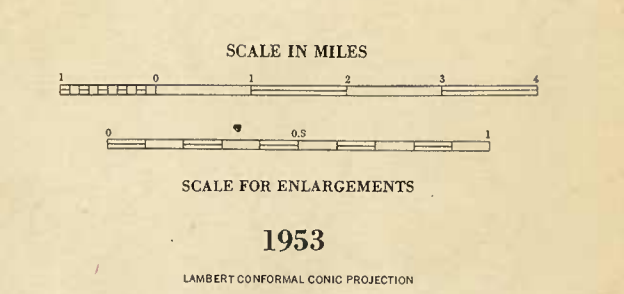 SCALE IN MILES
1 0 1 2 3 4
0 0.5 1
SCALE FOR ENLARGEMENTS
1953
LAMBERT CONFORMAL CONIC PROJECTION